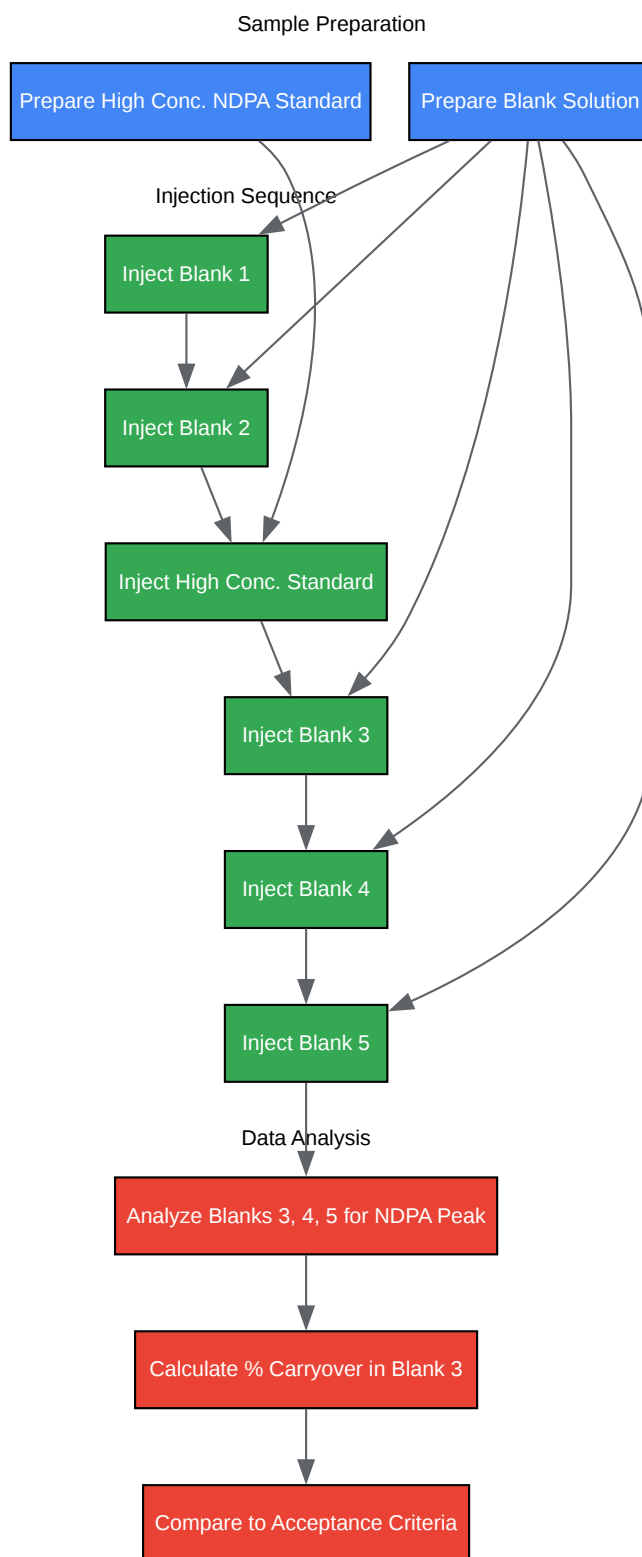 Sample Preparation
Prepare High Conc. NDPA Standard
Prepare Blank Solution
Injection Sequence
Inject Blank 1
Inject Blank 2
Inject High Conc. Standard
Inject Blank 3
Inject Blank 4
Inject Blank 5
Data Analysis
Analyze Blanks 3, 4, 5 for NDPA Peak
Calculate % Carryover in Blank 3
Compare to Acceptance Criteria